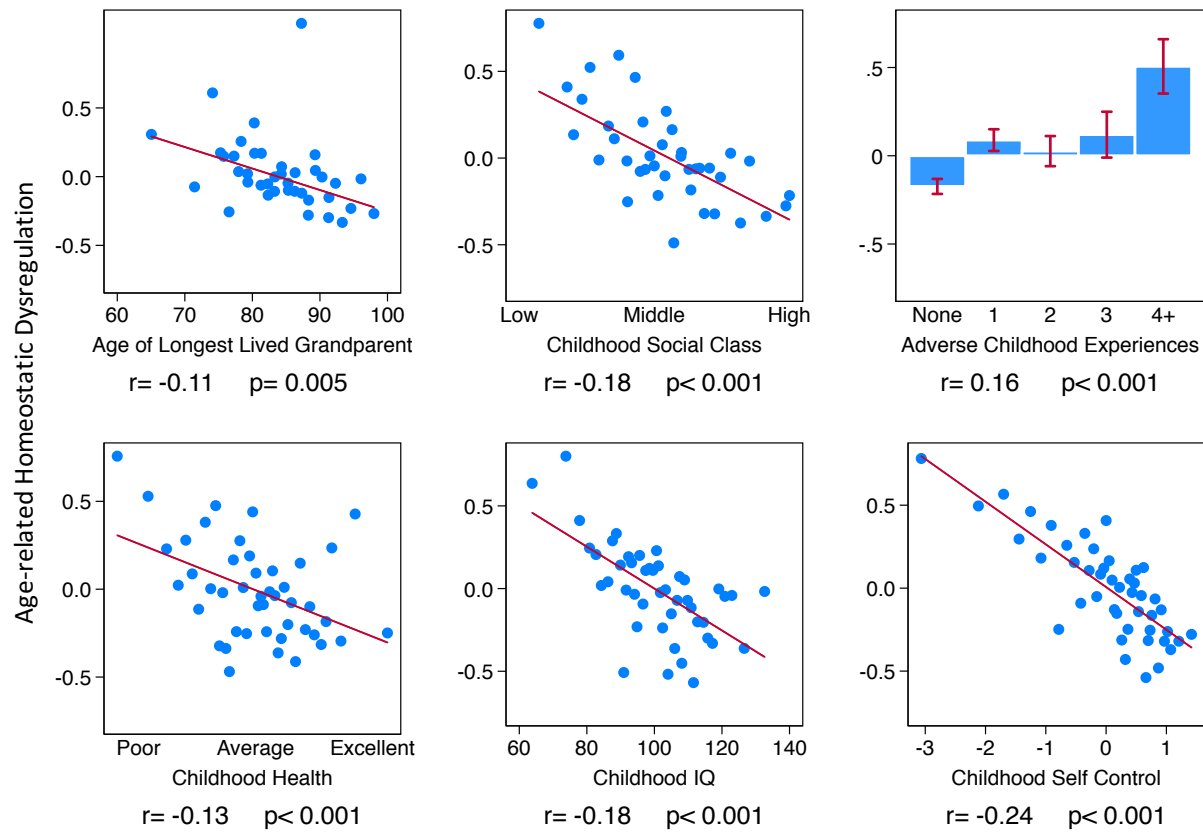 Age-related Homeostatic Dysregulation
0.5
0.0
-0.5
60 70 80 90 100
Age of Longest Lived Grandparent
r= -0.11 p= 0.005
0.5
0.0
-0.5
Low Middle High
Childhood Social Class
r= -0.18 p< 0.001
.5
0
-.5
None 1 2 3 4+
Adverse Childhood Experiences
r= 0.16 p< 0.001
0.5
0.0
-0.5
Poor Average Excellent
Childhood Health
r= -0.13 p< 0.001
0.5
0.0
-0.5
60 80 100 120 140
Childhood IQ
r= -0.18 p< 0.001
0.5
0.0
-0.5
-3 -2 -1 0 1
Childhood Self Control
r= -0.24 p< 0.001